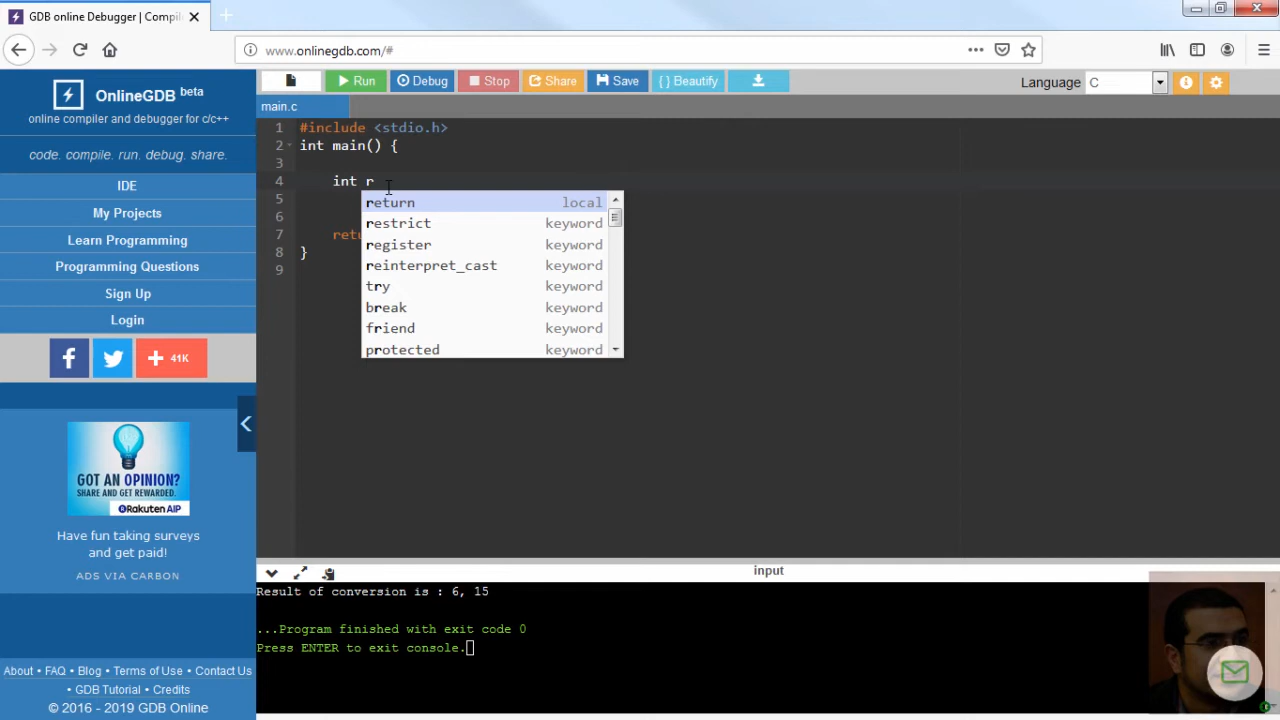 GDB online Debugger | Compil
www.onlinegdb.com/#
OnlineGDB beta
online compiler and debugger for c/c++
code. compile. run. debug. share.
IDE
My Projects
Learn Programming
Programming Questions
Sign Up
Login
41K
GOT AN OPINION?
SHARE AND GET REWARDED.
Rakuten AIP
Have fun taking surveys
and get paid!
ADS VIA CARBON
About • FAQ • Blog • Terms of Use • Contact Us
• GDB Tutorial • Credits
© 2016 - 2019 GDB Online
Run Debug Stop Share Save { } Beautify Language C
main.c
1 #include <stdio.h>
2 int main() {
3
4 int r
5
6
7 retu
8 }
9
return local
restrict keyword
register keyword
reinterpret_cast keyword
try keyword
break keyword
friend keyword
protected keyword
input
Result of conversion is : 6, 15
...Program finished with exit code 0
Press ENTER to exit console.